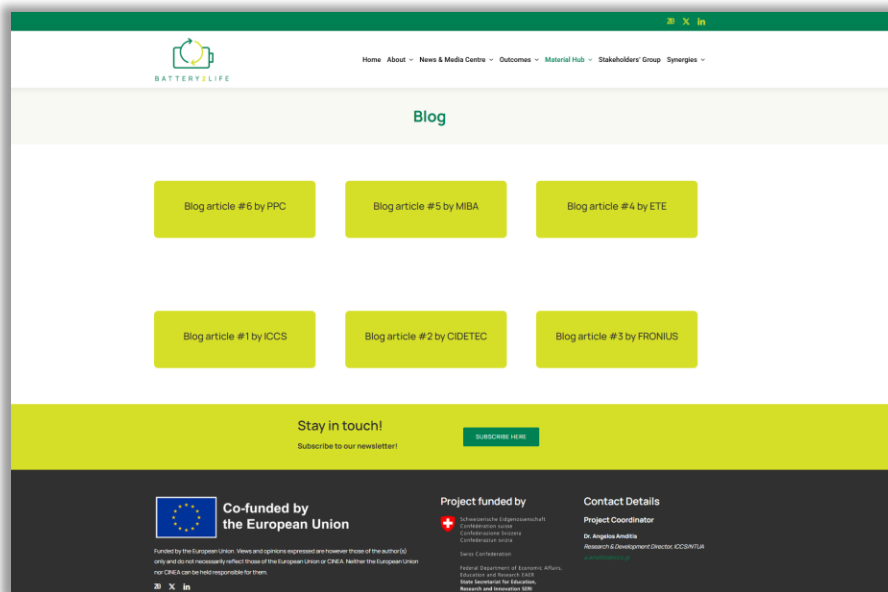 BATTERY2LIFE
Home About News & Media Centre Outcomes Material Hub Stakeholders' Group Synergies
Blog
Blog article #6 by PPC
Blog article #5 by MIBA
Blog article #4 by ETE
Blog article #1 by ICCS
Blog article #2 by CIDETEC
Blog article #3 by FRONIUS
Stay in touch!
Subscribe to our newsletter!
SUBSCRIBE HERE
Co-funded by
the European Union
Funded by the European Union. Views and opinions expressed are however those of the author(s)
only and do not necessarily reflect those of the European Union or CINEA. Neither the European Union
nor CINEA can be held responsible for them.
X in
Project funded by
Schweizerische Eidgenossenschaft
Confédération suisse
Confederazione Svizzera
Confederaziun svizra
Swiss Confederation
Federal Department of Economic Affairs,
Education and Research EAER
State Secretariat for Education,
Research and Innovation SERI
Contact Details
Project Coordinator
Dr. Angelos Amditis
Research & Development Director, ICCS/NTUA